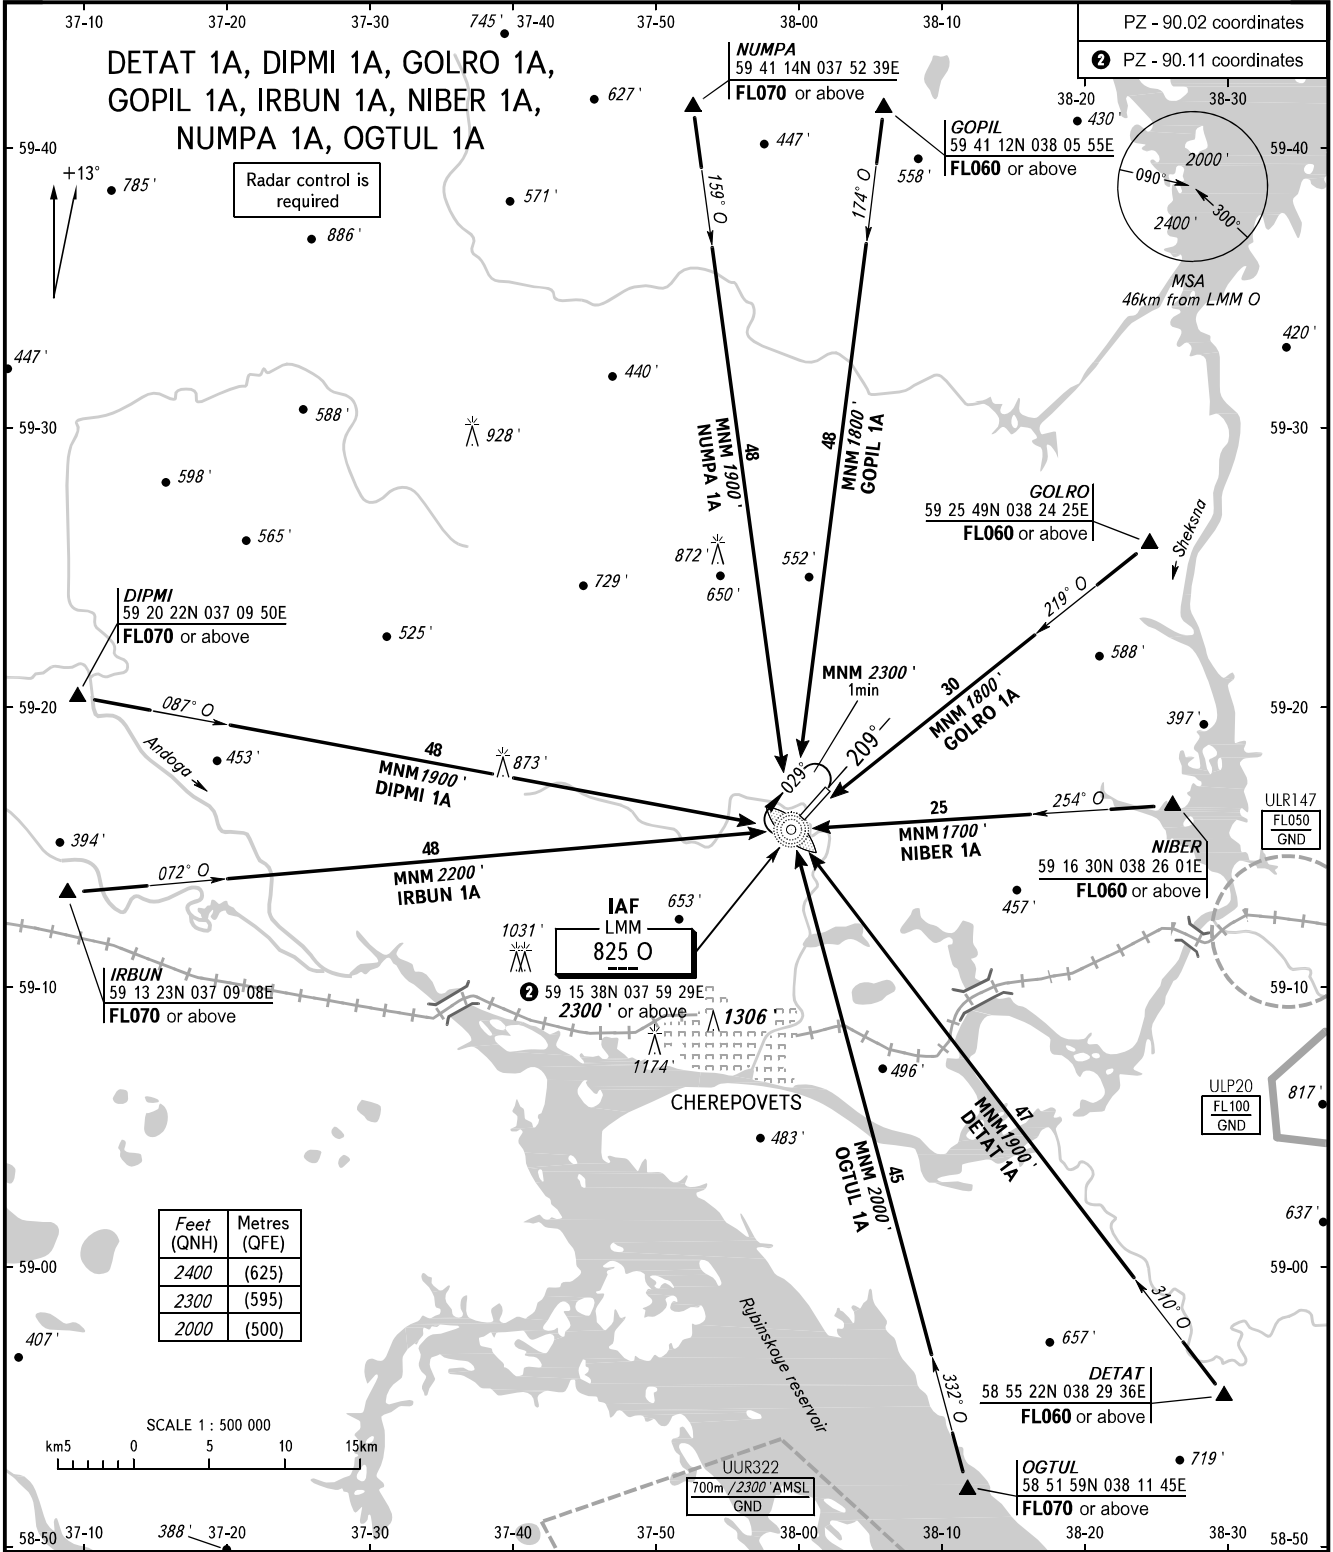 37-10
37-20
37-30
745'
37-40
37-50
38-00
38-10
PZ - 90.02 coordinates
❷ PZ - 90.11 coordinates
38-20
38-30
DETAT 1A, DIPMI 1A, GOLRO 1A,
GOPIL 1A, IRBUN 1A, NIBER 1A,
NUMPA 1A, OGTUL 1A
Radar control is
required
NUMPA
59 41 14N 037 52 39E
FL070 or above
627'
447'
GOPIL
59 41 12N 038 05 55E
FL060 or above
430'
558'
59-40
59-40
+13°
785'
571'
886'
159° O
174° O
2000'
090°
2400'
300°
MSA
46km from LMM O
447'
440'
420'
588'
59-30
928'
59-30
48
MNM 1900'
NUMPA 1A
48
MNM 1800'
GOPIL 1A
598'
565'
GOLRO
59 25 49N 038 24 25E
FL060 or above
Sheksna
872'
650'
552'
729'
219° O
DIPMI
59 20 22N 037 09 50E
FL070 or above
525'
588'
MNM 2300'
1min
30
MNM 1800'
GOLRO 1A
59-20
59-20
087° O
397'
Andoga
453'
48
MNM 1900'
DIPMI 1A
873'
029°
209°
254° O
25
MNM 1700'
NIBER 1A
ULR147
FL050
GND
394'
072° O
48
MNM 2200'
IRBUN 1A
NIBER
59 16 30N 038 26 01E
FL060 or above
457'
IAF
LMM
825 O
653'
1031'
❷ 59 15 38N 037 59 29E
2300' or above
IRBUN
59 13 23N 037 09 08E
FL070 or above
59-10
59-10
1306'
1174'
496'
CHEREPOVETS
483'
ULP20
FL100
GND
817'
47
MNM 1900'
DETAT 1A
45
MNM 2000'
OGTUL 1A
637'
Feet
(QNH)
Metres
(QFE)
2400 (625)
2300 (595)
2000 (500)
59-00
59-00
407'
Rybinskoye reservoir
310° O
657'
DETAT
58 55 22N 038 29 36E
FL060 or above
332° O
SCALE 1 : 500 000
km5 0 5 10 15km
719'
UUR322
700m / 2300' AMSL
GND
OGTUL
58 51 59N 038 11 45E
FL070 or above
58-50
37-10
388'
37-20
37-30
37-40
37-50
38-00
38-10
38-20
38-30
58-50